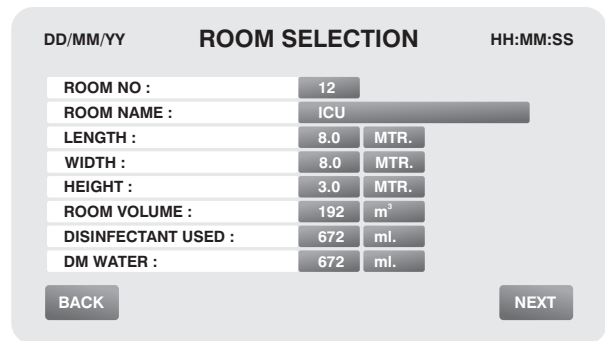 DD/MM/YY ROOM SELECTION HH:MM:SS
ROOM NO : 12
ROOM NAME : ICU
LENGTH : 8.0 MTR.
WIDTH : 8.0 MTR.
HEIGHT : 3.0 MTR.
ROOM VOLUME : 192 m³
DISINFECTANT USED : 672 ml.
DM WATER : 672 ml.
BACK NEXT